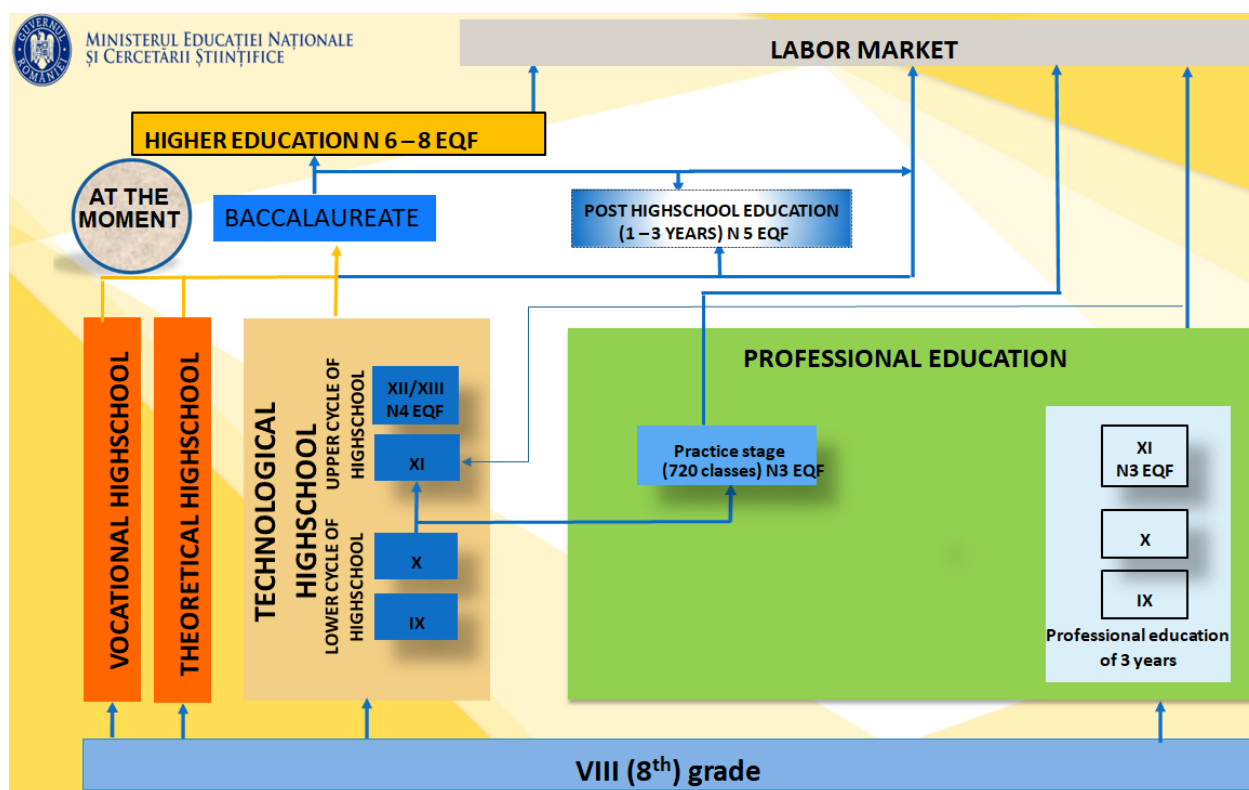 MINISTERUL EDUCAȚIEI NAȚIONALE
ȘI CERCETĂRII ȘTIINȚIFICE
GUVERNUL ROMÂNIEI
LABOR MARKET
HIGHER EDUCATION N 6 – 8 EQF
AT THE
MOMENT
BACCALAUREATE
POST HIGHSCHOOL EDUCATION
(1 – 3 YEARS) N 5 EQF
VOCATIONAL HIGHSCHOOL
THEORETICAL HIGHSCHOOL
TECHNOLOGICAL
HIGHSCHOOL
UPPER CYCLE OF
HIGHSCHOOL
LOWER CYCLE OF
HIGHSCHOOL
XII/XIII
N4 EQF
XI
X
IX
PROFESSIONAL EDUCATION
Practice stage
(720 classes) N3 EQF
XI
N3 EQF
X
IX
Professional education
of 3 years
VIII (8th) grade